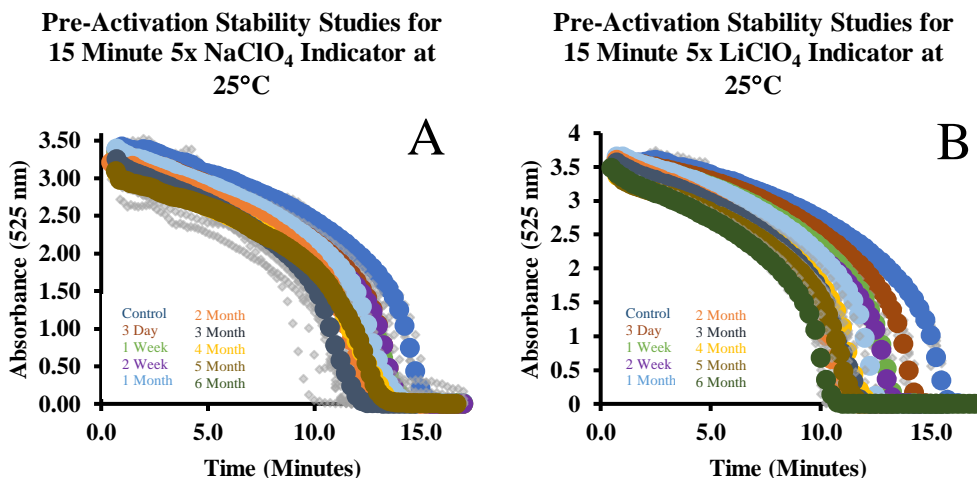 Pre-Activation Stability Studies for
15 Minute 5x NaClO₄ Indicator at
25°C
A
3.50
3.00
2.50
2.00
1.50
1.00
0.50
0.00
Absorbance (525 nm)
Control
3 Day
1 Week
2 Week
1 Month
2 Month
3 Month
4 Month
5 Month
6 Month
0.0 5.0 10.0 15.0
Time (Minutes)
Pre-Activation Stability Studies for
15 Minute 5x LiClO₄ Indicator at
25°C
B
4
3.5
3
2.5
2
1.5
1
0.5
0
Absorbance (525 nm)
Control
3 Day
1 Week
2 Week
1 Month
2 Month
3 Month
4 Month
5 Month
6 Month
0.0 5.0 10.0 15.0
Time (Minutes)